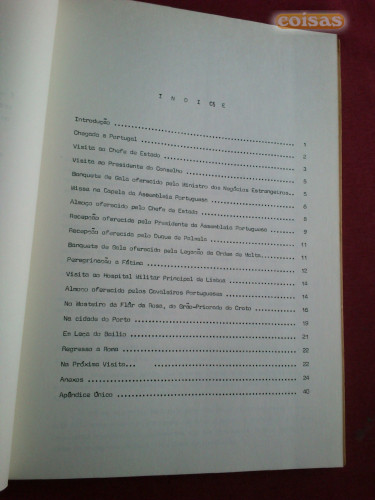 coisas
I N D I C E
Introdução 1
Chegada a Portugal 2
Visita ao Chefe do Estado 3
Visita ao Presidente do Conselho 5
Banquete de Gala oferecido pelo Ministro dos Negócios Estrangeiros.. 6
Missa na Capela da Assembleia Portuguesa 8
Almoço oferecido pelo Chefe do Estado 8
Recepção oferecida pelo Presidente da Assembleia Portuguesa 9
Recepção oferecida pelo Duque de Palmela 11
Banquete de Gala oferecido pela Legação da Ordem de Malta 11
Peregrinação a Fátima 12
Visita ao Hospital Militar Principal de Lisboa 14
Almoço oferecido pelos Cavaleiros Portugueses 14
No Mosteiro da Flôr da Rosa, do Grão-Priorado do Crato 16
Na cidade do Porto 19
Em Leça do Balio 21
Regresso a Roma 22
Na Próxima Visita... 22
Anexos
Apêndice Único 40